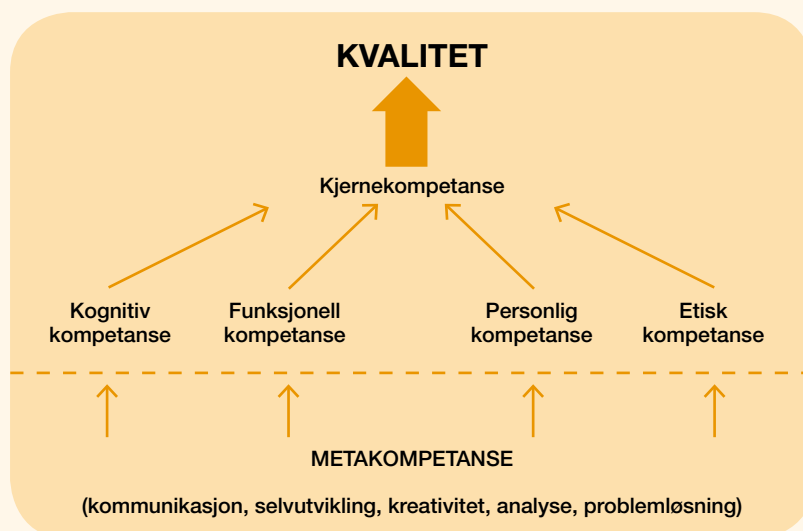 KVALITET
Kjernekompetanse
Kognitiv
kompetanse
Funksjonell
kompetanse
Personlig
kompetanse
Etisk
kompetanse
METAKOMPETANSE
(kommunikasjon, selvutvikling, kreativitet, analyse, problemløsning)